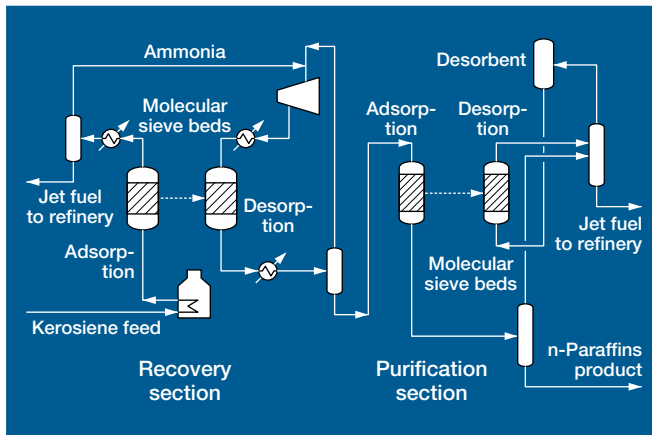 Ammonia
Molecular
sieve beds
Jet fuel
to refinery
Adsorp-
tion
Desorp-
tion
Kerosiene feed
Recovery
section
Desorbent
Adsorp-
tion
Desorp-
tion
Jet fuel
to refinery
Molecular
sieve beds
n-Paraffins
product
Purification
section